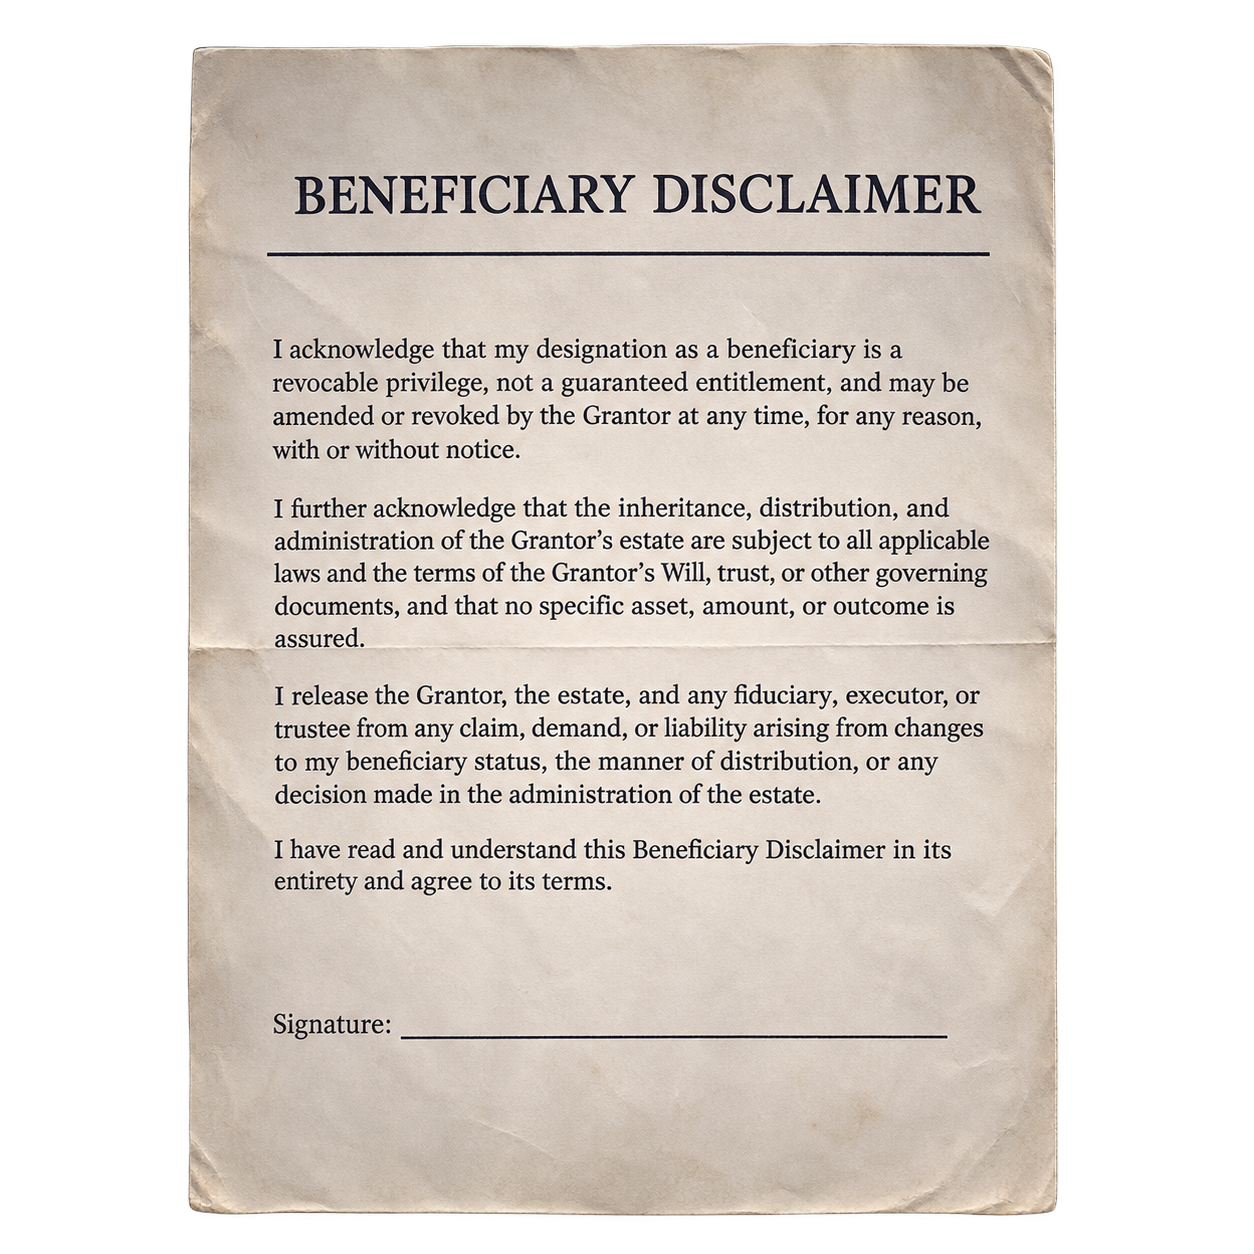 BENEFICIARY DISCLAIMER
I acknowledge that my designation as a beneficiary is a
revocable privilege, not a guaranteed entitlement, and may be
amended or revoked by the Grantor at any time, for any reason,
with or without notice.
I further acknowledge that the inheritance, distribution, and
administration of the Grantor’s estate are subject to all applicable
laws and the terms of the Grantor’s Will, trust, or other governing
documents, and that no specific asset, amount, or outcome is
assured.
I release the Grantor, the estate, and any fiduciary, executor, or
trustee from any claim, demand, or liability arising from changes
to my beneficiary status, the manner of distribution, or any
decision made in the administration of the estate.
I have read and understand this Beneficiary Disclaimer in its
entirety and agree to its terms.
Signature: